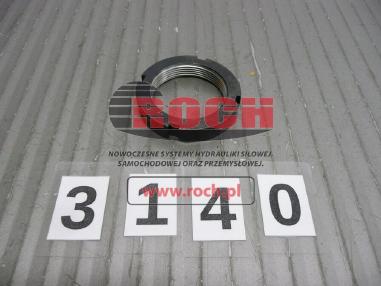 ROCH
NOWOCZESNE SYSTEMY HYDRAULIKI SIŁOWEJ,
SAMOCHODOWEJ ORAZ PRZEMYSŁOWEJ.
www.roch.pl
3 1 4 0